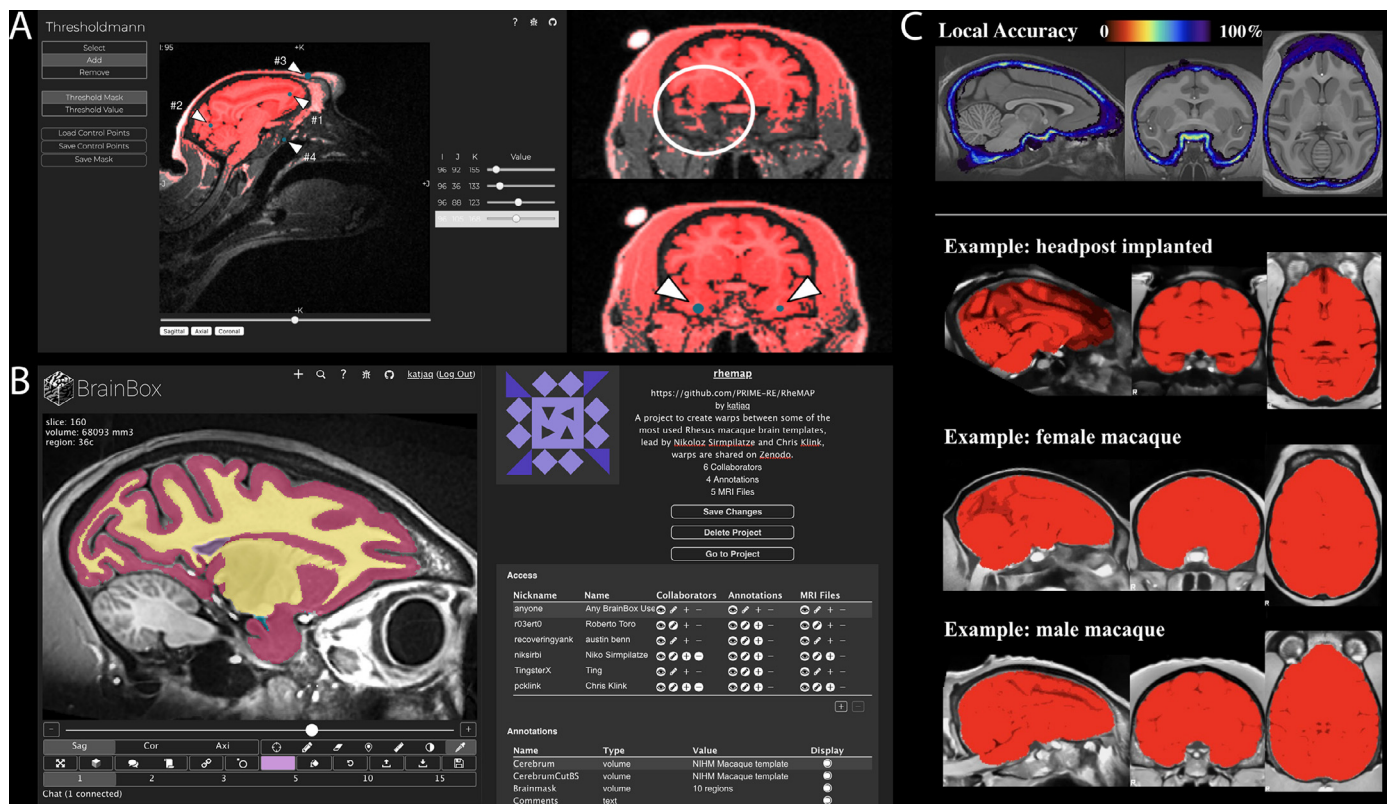 A
Thresholdmann
?
Select
Add
Remove
Threshold Mask
Threshold Value
Load Control Points
Save Control Points
Save Mask
I: 95
+K
#3
#2
#1
#4
+J
-K
Sagittal Axial Coronal
I J K Value
96 92 155
96 36 133
96 88 123
B
BrainBox
+ ? katjaq (Log Out)
slice: 160
volume: 68093 mm3
region: 36c
− +
Sag Cor Axi
1 2 3 5 10 15
Chat (1 connected)
rhemap
https://github.com/PRIME-RE/RheMAP
by katjaq
A project to create warps between some of the
most used Rhesus macaque brain templates,
lead by Nikoloz Sirmpilatze and Chris Klink,
warps are shared on Zenodo.
6 Collaborators
4 Annotations
5 MRI Files
Save Changes
Delete Project
Go to Project
Access
Nickname Name Collaborators Annotations MRI Files
anyone Any BrainBox Use
r03ert0 Roberto Toro
recoveringyank austin benn
niksirbi Niko Sirmpilatze
TingsterX Ting
pcklink Chris Klink
+ −
Annotations
Name Type Value Display
Cerebrum volume NIHM Macaque template
CerebrumCutBS volume NIHM Macaque template
Brainmask volume 10 regions
Comments text
C
Local Accuracy 0 100%
Example: headpost implanted
R
Example: female macaque
R
R
Example: male macaque
R
R